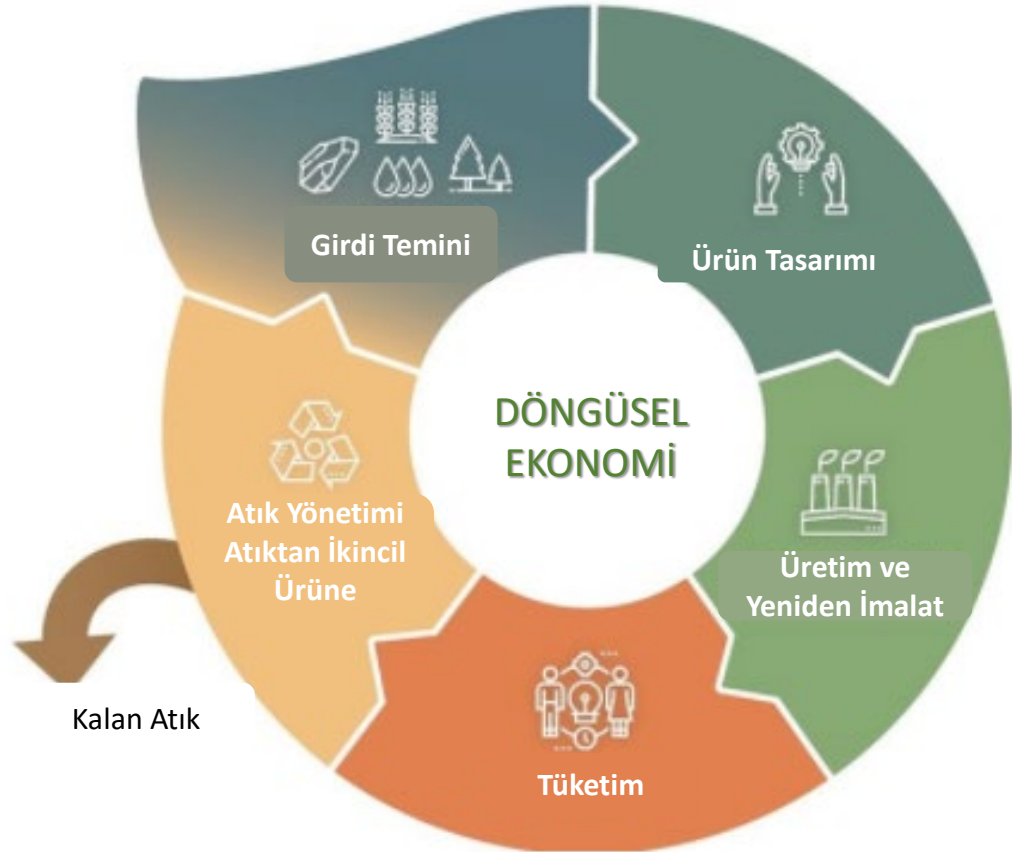 Girdi Temini
Ürün Tasarımı
DÖNGÜSEL
EKONOMİ
Üretim ve
Yeniden İmalat
Tüketim
Atık Yönetimi
Atıktan İkincil
Ürüne
Kalan Atık